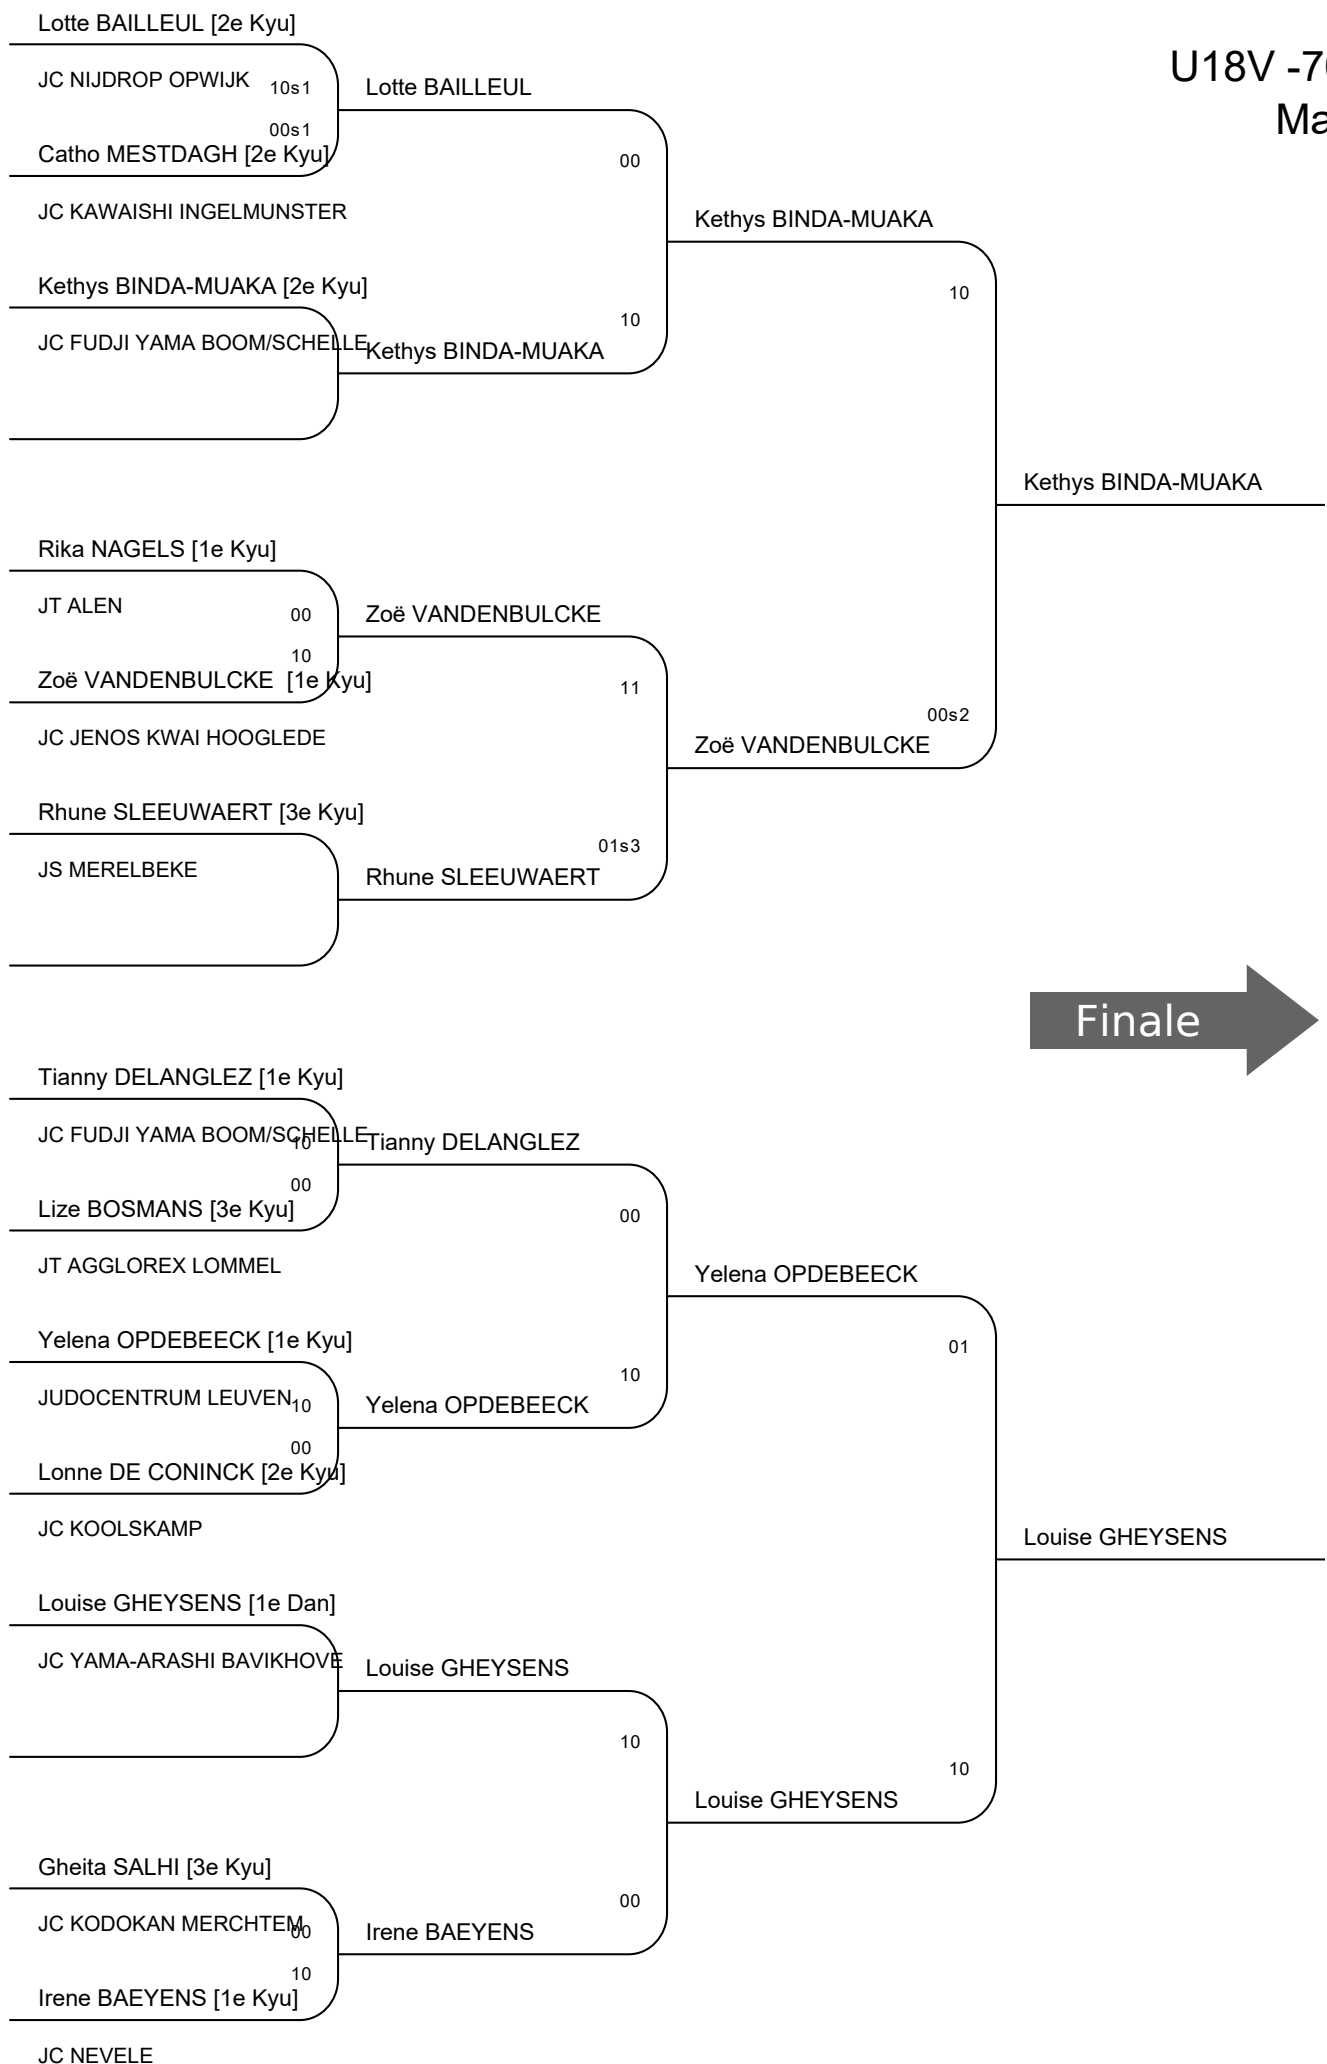 Lotte BAILLEUL [2e Kyu]
U18V -70
Ma
JC NIJDROP OPWIJK
10s1
Lotte BAILLEUL
00s1
Catho MESTDAGH [2e Kyu]
00
JC KAWAISHI INGELMUNSTER
Kethys BINDA-MUAKA
Kethys BINDA-MUAKA [2e Kyu]
10
10
JC FUDJI YAMA BOOM/SCHELLE
Kethys BINDA-MUAKA
Kethys BINDA-MUAKA
Rika NAGELS [1e Kyu]
JT ALEN
00
Zoë VANDENBULCKE
10
Zoë VANDENBULCKE [1e Kyu]
11
00s2
JC JENOS KWAI HOOGLEDE
Zoë VANDENBULCKE
Rhune SLEEUWAERT [3e Kyu]
01s3
JS MERELBEKE
Rhune SLEEUWAERT
Finale
Tianny DELANGLEZ [1e Kyu]
JC FUDJI YAMA BOOM/SCHELLE
10
Tianny DELANGLEZ
00
Lize BOSMANS [3e Kyu]
00
JT AGGLOREX LOMMEL
Yelena OPDEBEECK
Yelena OPDEBEECK [1e Kyu]
01
10
JUDOCENTRUM LEUVEN
10
Yelena OPDEBEECK
00
Lonne DE CONINCK [2e Kyu]
JC KOOLSKAMP
Louise GHEYSENS
Louise GHEYSENS [1e Dan]
JC YAMA-ARASHI BAVIKHOVE
Louise GHEYSENS
10
10
Louise GHEYSENS
Gheita SALHI [3e Kyu]
00
JC KODOKAN MERCHTEM
00
Irene BAEYENS
10
Irene BAEYENS [1e Kyu]
JC NEVELE